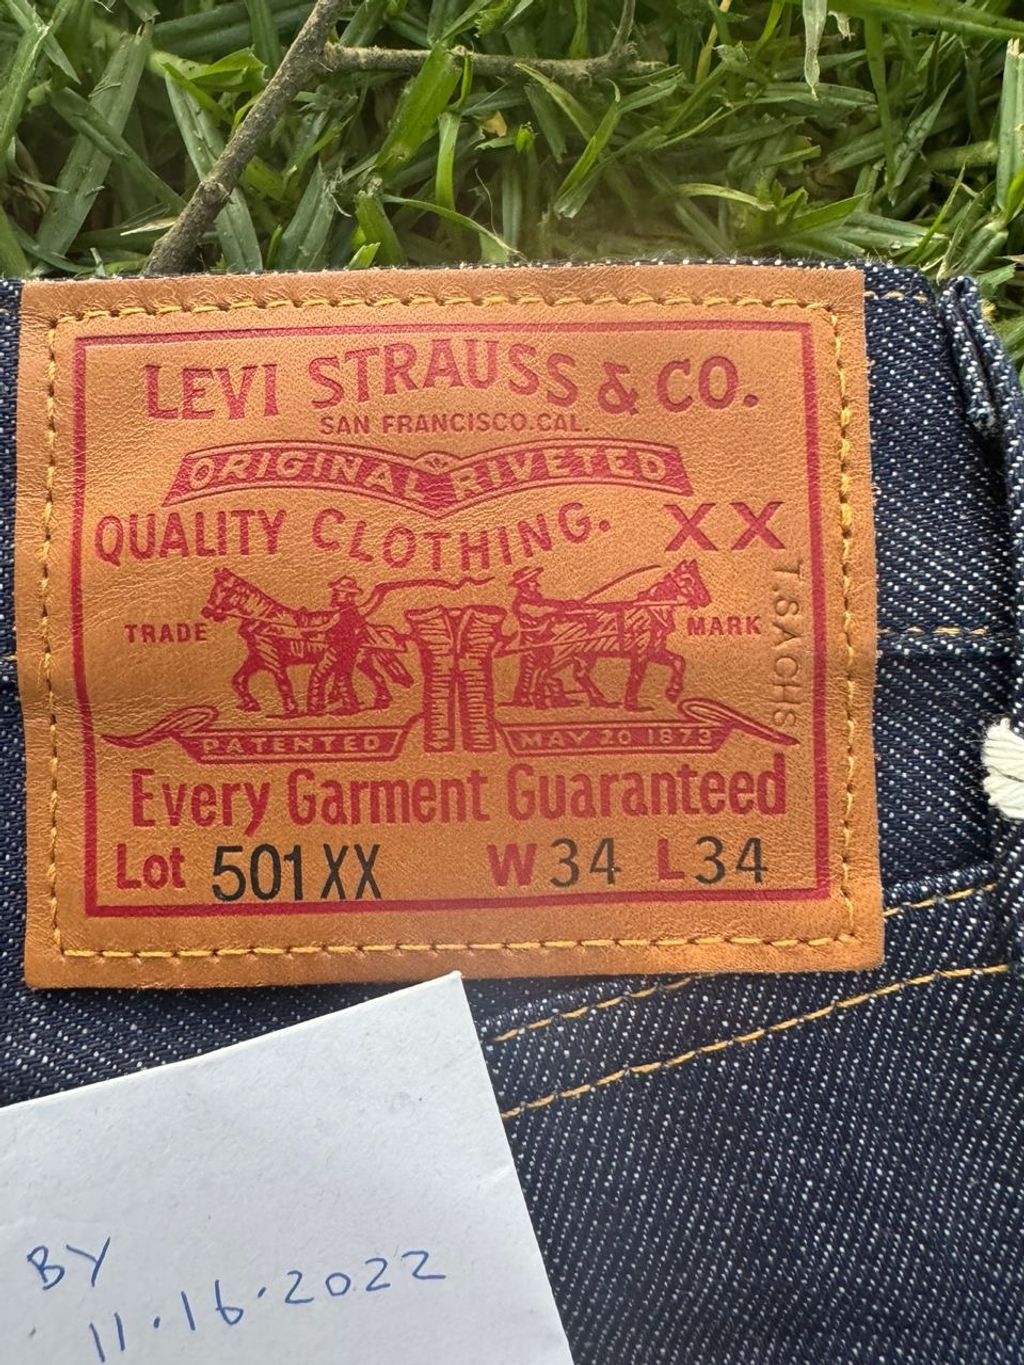 LEVI STRAUSS & CO.
SAN FRANCISCO.CAL.
ORIGINAL RIVETED
QUALITY CLOTHING. XX
T.SACHS
TRADE MARK
PATENTED MAY 20 1873
Every Garment Guaranteed
Lot 501XX W34 L34
BY
11.16.2022